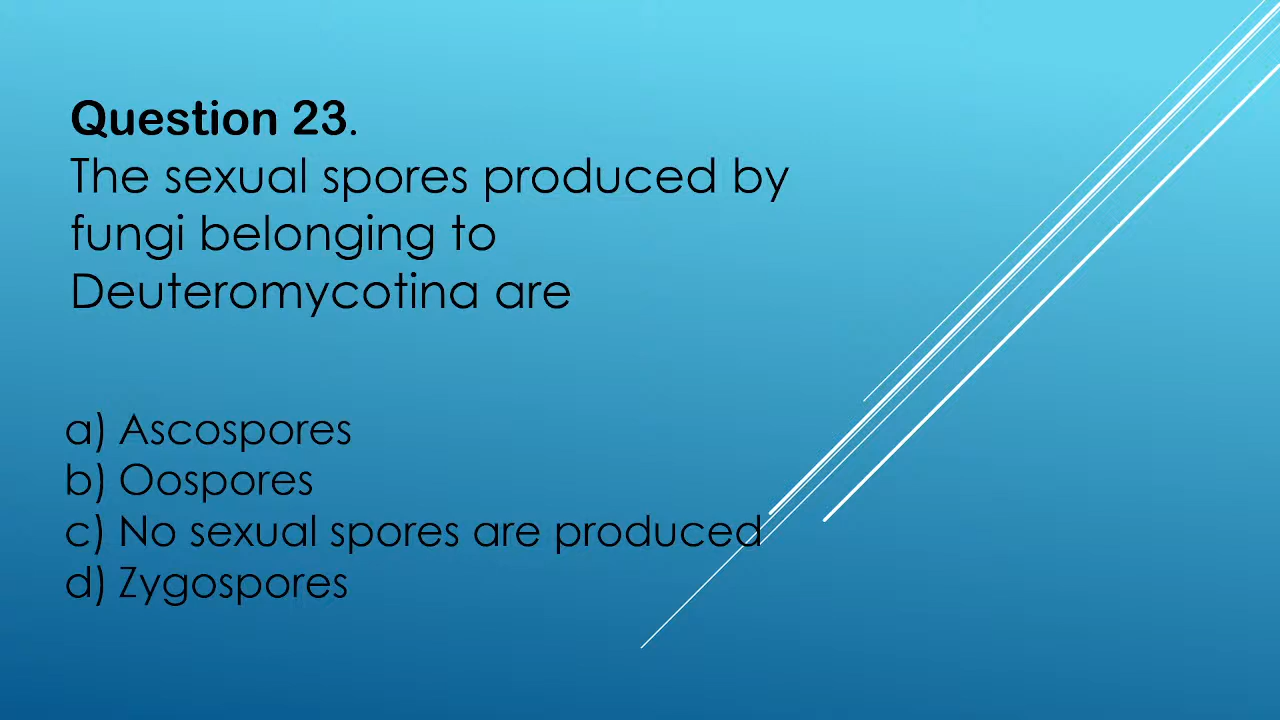 Question 23.
The sexual spores produced by
fungi belonging to
Deuteromycotina are
a) Ascospores
b) Oospores
c) No sexual spores are produced
d) Zygospores